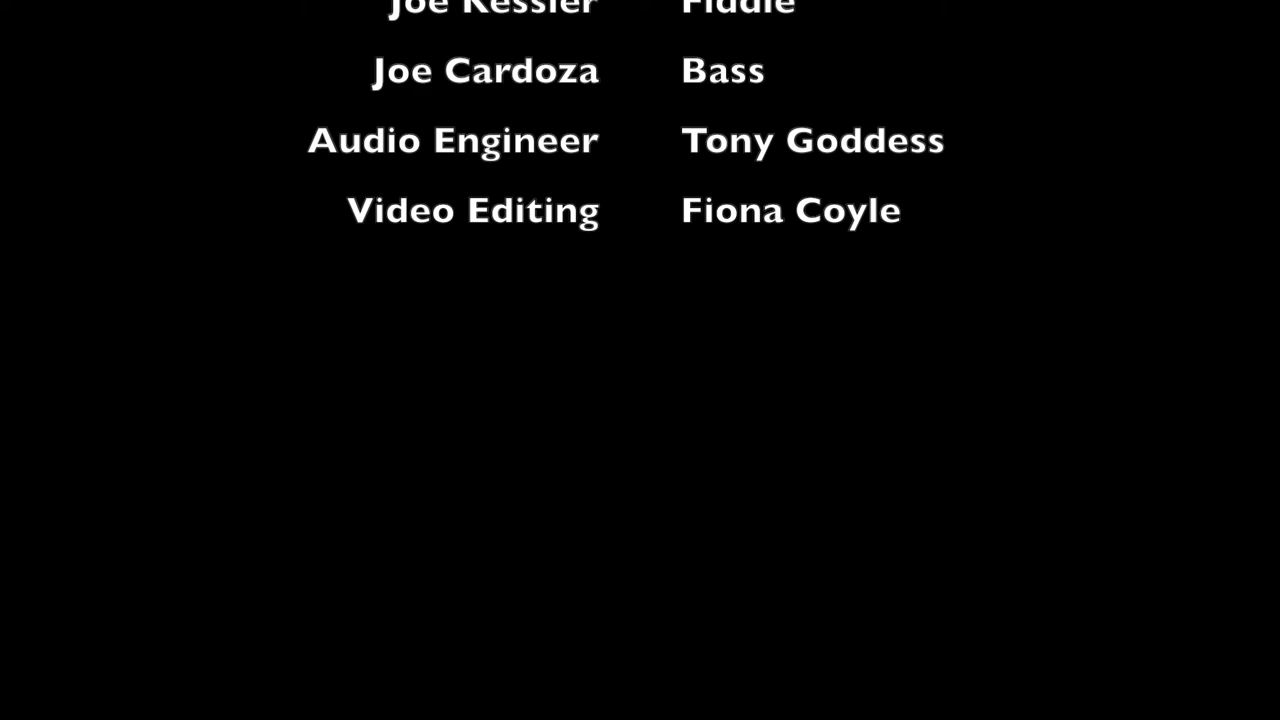 Joe Kessler Fiddle
Joe Cardoza Bass
Audio Engineer Tony Goddess
Video Editing Fiona Coyle